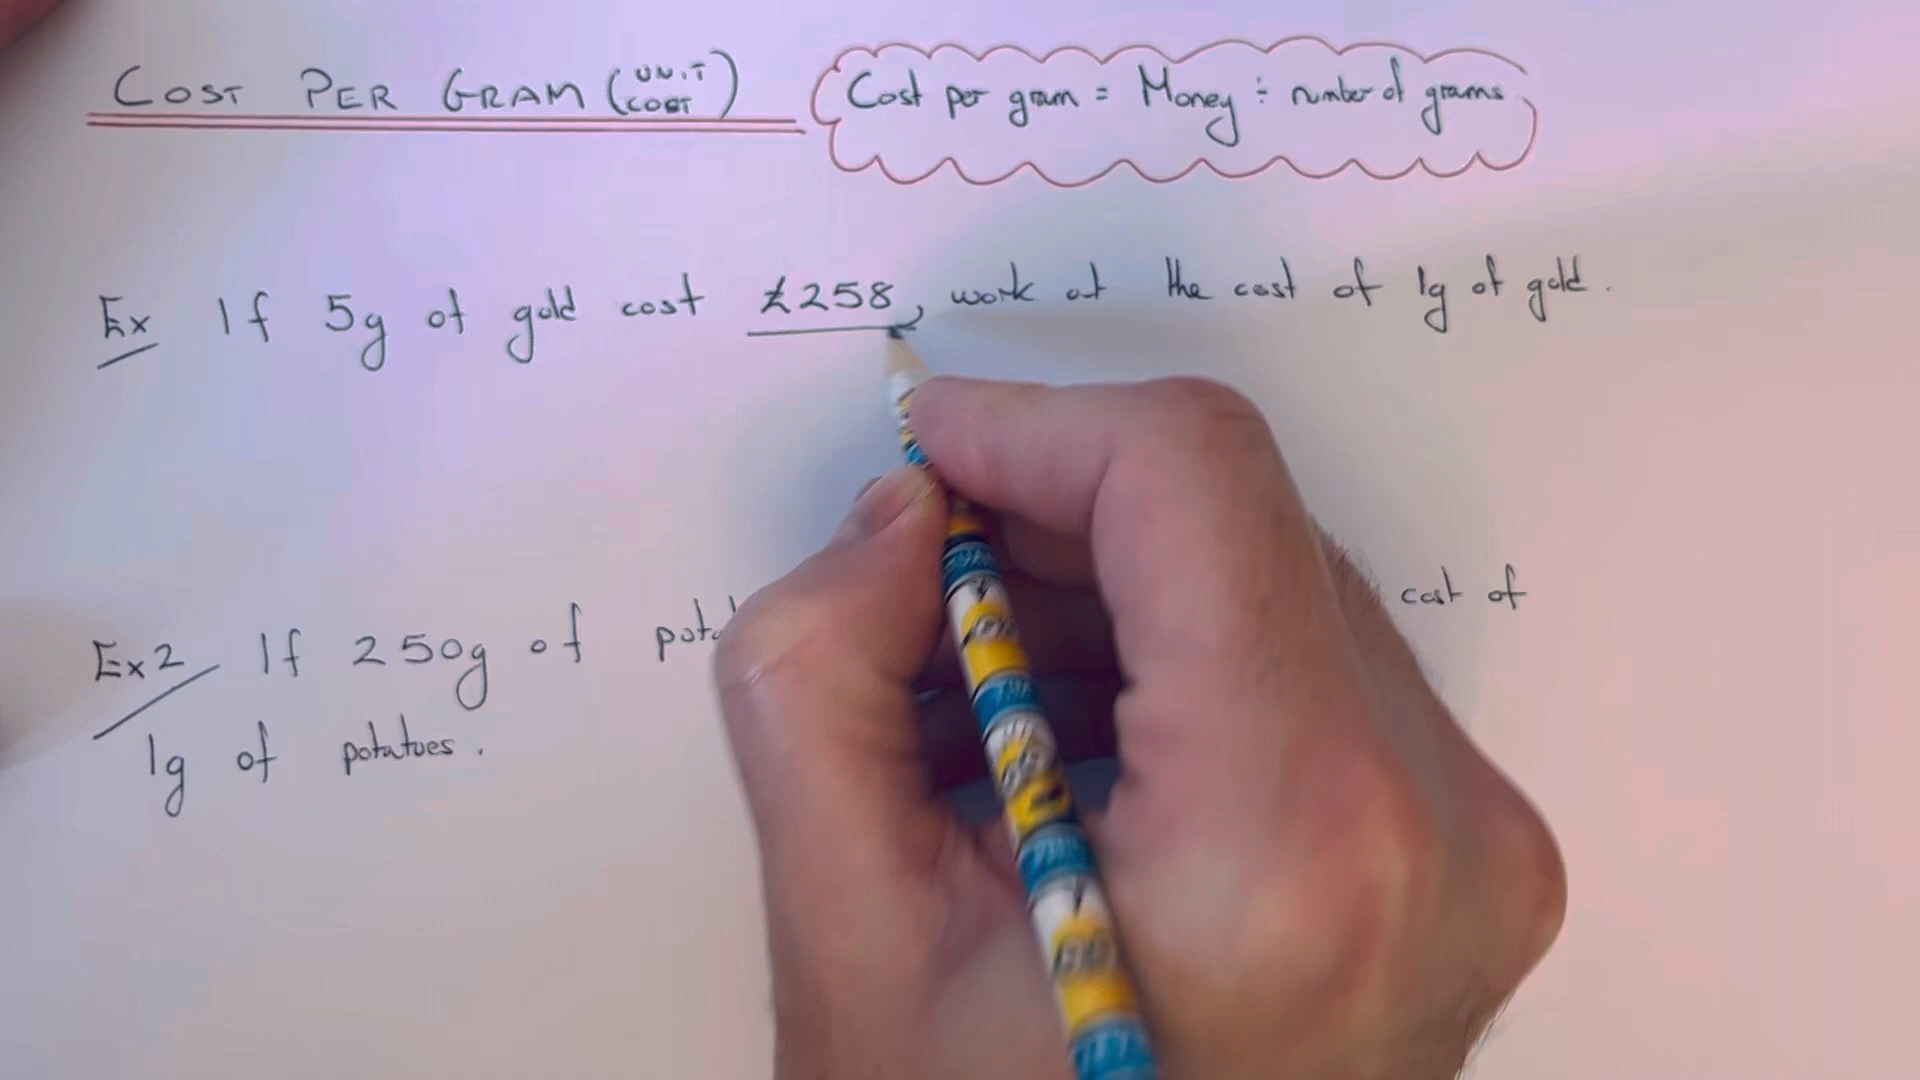 COST PER GRAM (UNIT COST)
Cost per gram = Money ÷ number of grams
Ex If 5g of gold cost £258, work out the cost of 1g of gold.
Ex2 If 250g of cost of
1g of potatoes.